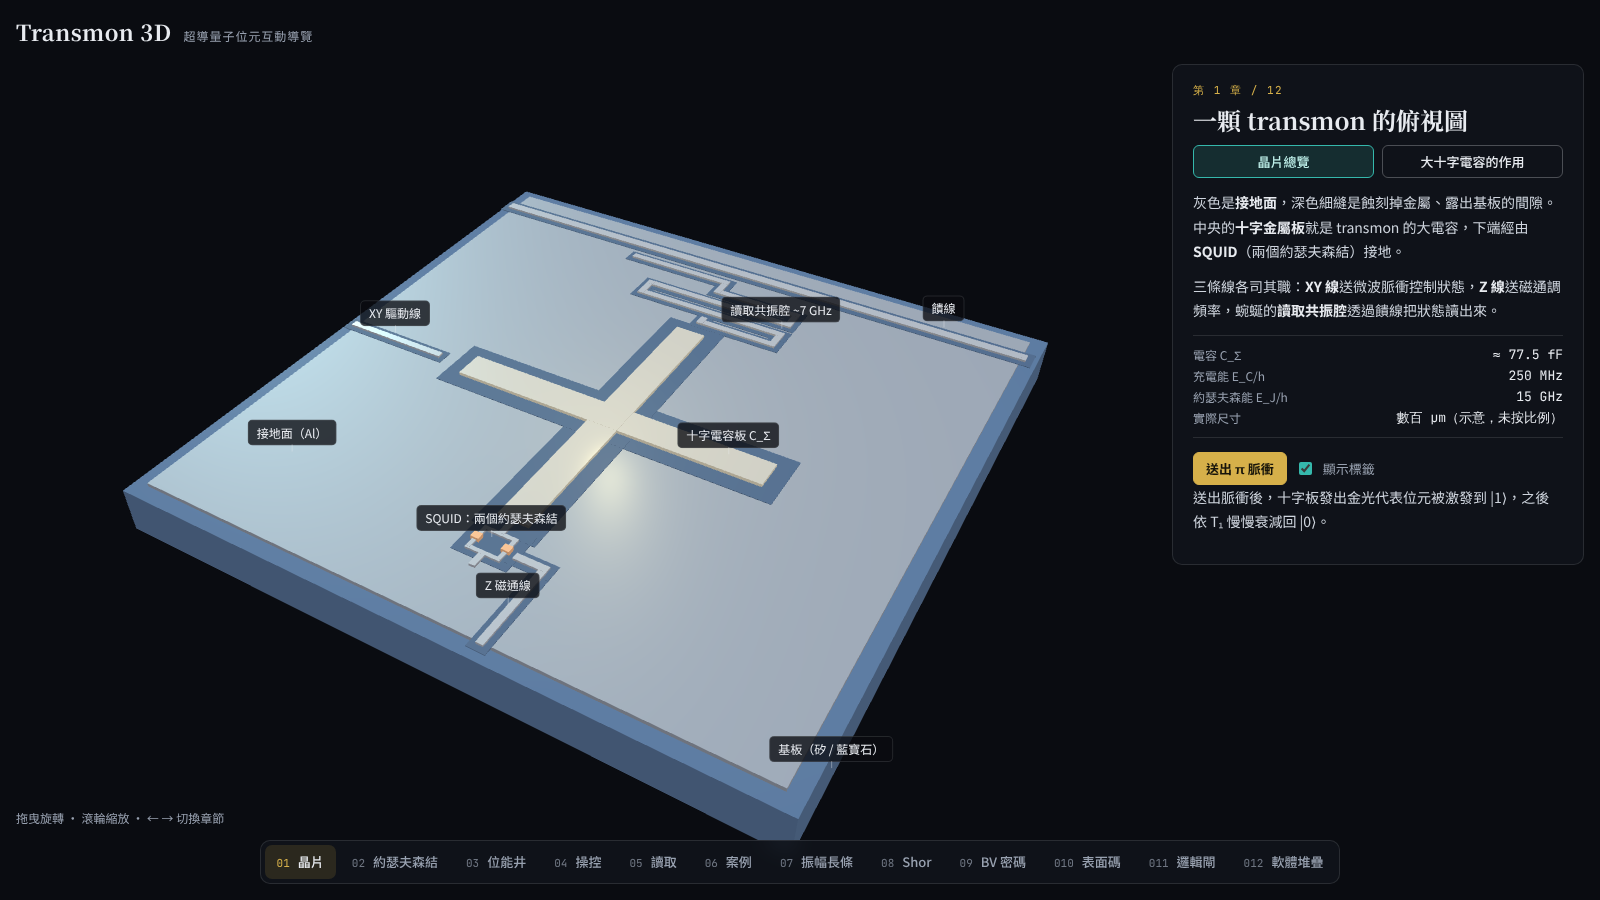 Transmon 3D 超導量子位元互動導覽
第 1 章 / 12
一顆 transmon 的俯視圖
晶片總覽 大十字電容的作用
灰色是接地面，深色細縫是蝕刻掉金屬、露出基板的間隙。
中央的十字金屬板就是 transmon 的大電容，下端經由
SQUID（兩個約瑟夫森結）接地。
三條線各司其職：XY 線送微波脈衝控制狀態，Z 線送磁通調
頻率，蜿蜒的讀取共振腔透過饋線把狀態讀出來。
電容 C_Σ ≈ 77.5 fF
充電能 E_C/h 250 MHz
約瑟夫森能 E_J/h 15 GHz
實際尺寸 數百 μm（示意，未按比例）
送出 π 脈衝 顯示標籤
送出脈衝後，十字板發出金光代表位元被激發到 |1⟩，之後
依 T₁ 慢慢衰減回 |0⟩。
XY 驅動線
讀取共振腔 ~7 GHz
饋線
接地面（Al）
十字電容板 C_Σ
SQUID：兩個約瑟夫森結
Z 磁通線
基板（矽 / 藍寶石）
拖曳旋轉 · 滾輪縮放 · ←→ 切換章節
01 晶片 02 約瑟夫森結 03 位能井 04 操控 05 讀取 06 案例 07 振幅長條 08 Shor 09 BV 密碼 010 表面碼 011 邏輯閘 012 軟體堆疊